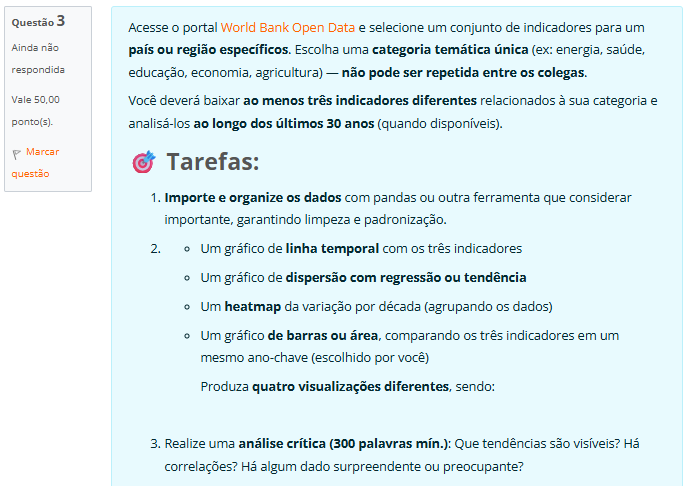 Questão 3
Ainda não
respondida
Vale 50,00
ponto(s).
Marcar
questão
Acesse o portal World Bank Open Data e selecione um conjunto de indicadores para um
país ou região específicos. Escolha uma categoria temática única (ex: energia, saúde,
educação, economia, agricultura) — não pode ser repetida entre os colegas.
Você deverá baixar ao menos três indicadores diferentes relacionados à sua categoria e
analisá-los ao longo dos últimos 30 anos (quando disponíveis).
Tarefas:
1. Importe e organize os dados com pandas ou outra ferramenta que considerar
importante, garantindo limpeza e padronização.
2. ◦ Um gráfico de linha temporal com os três indicadores
◦ Um gráfico de dispersão com regressão ou tendência
◦ Um heatmap da variação por década (agrupando os dados)
◦ Um gráfico de barras ou área, comparando os três indicadores em um
mesmo ano-chave (escolhido por você)
Produza quatro visualizações diferentes, sendo:
3. Realize uma análise crítica (300 palavras mín.): Que tendências são visíveis? Há
correlações? Há algum dado surpreendente ou preocupante?